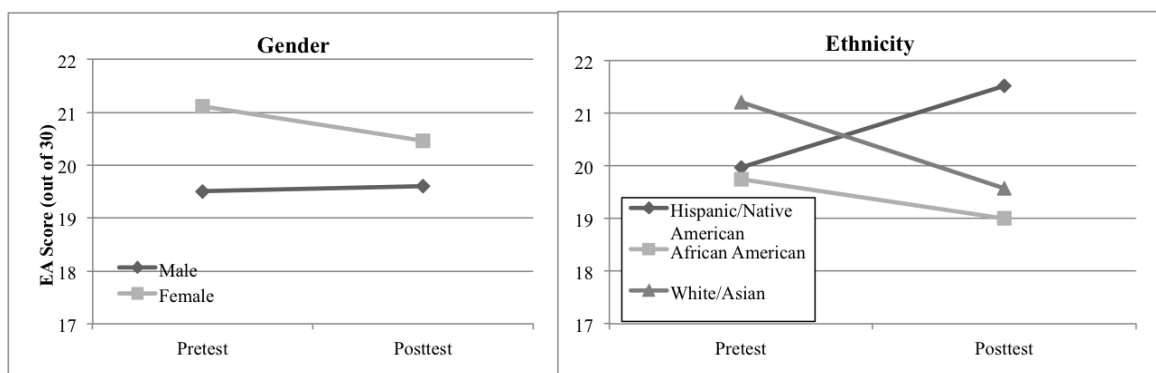 Gender
22
21
20
19
18
17
EA Score (out of 30)
Male
Female
Pretest
Posttest
Ethnicity
22
21
20
19
18
17
Hispanic/Native
American
African American
White/Asian
Pretest
Posttest